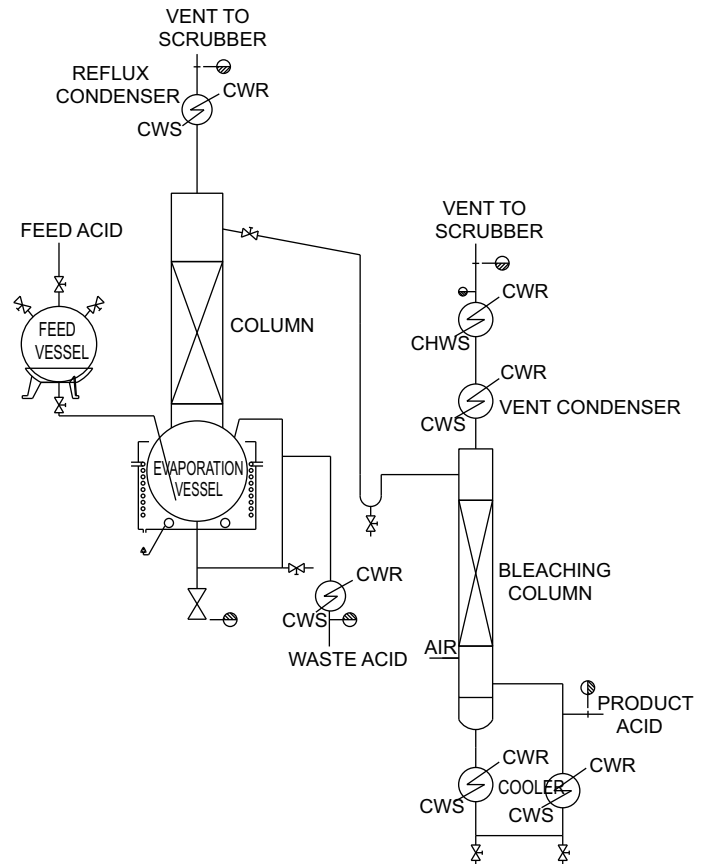 VENT TO
SCRUBBER
REFLUX
CONDENSER
CWR
CWS
FEED ACID
FEED
VESSEL
COLUMN
EVAPORATION
VESSEL
CWR
CWS
WASTE ACID
VENT TO
SCRUBBER
CWR
CHWS
CWR
CWS
VENT CONDENSER
BLEACHING
COLUMN
AIR
PRODUCT
ACID
CWR
COOLER
CWS
CWR
CWS